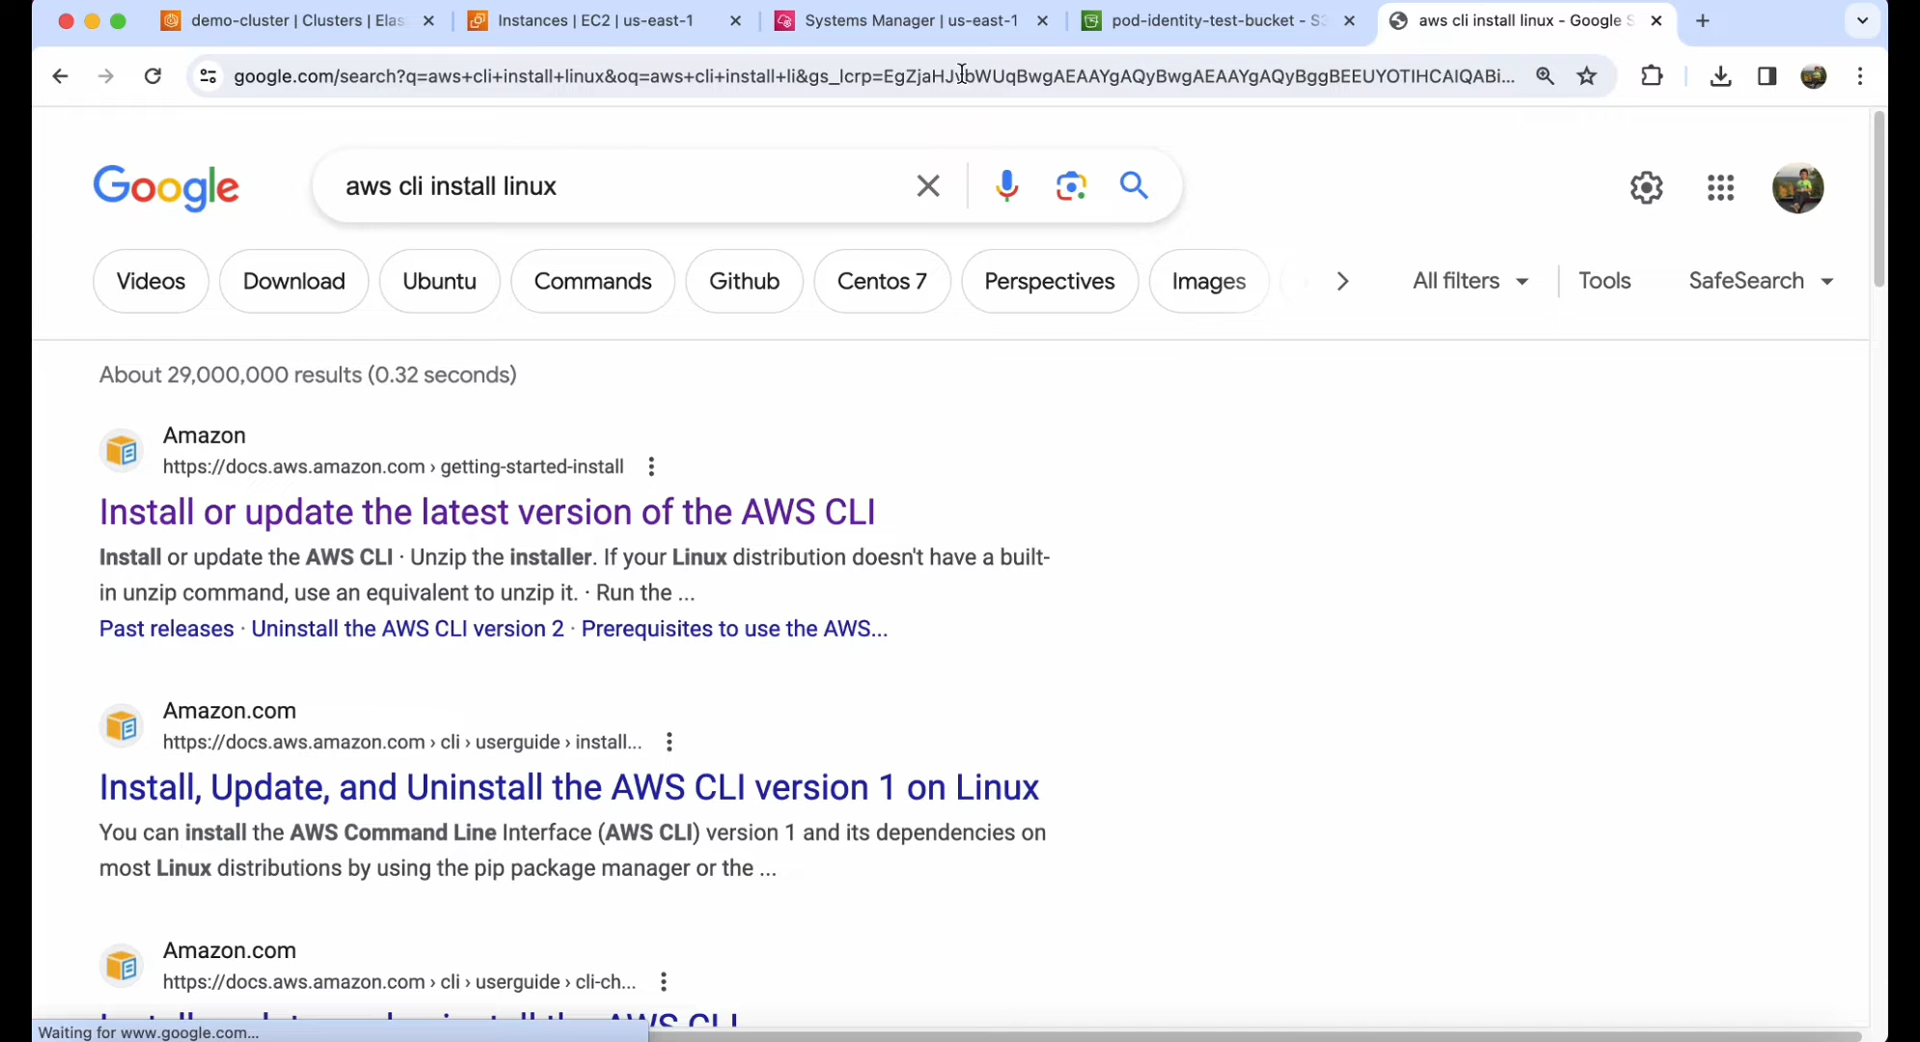 demo-cluster | Clusters | Elas
Instances | EC2 | us-east-1
Systems Manager | us-east-1
pod-identity-test-bucket - S3
aws cli install linux - Google S
google.com/search?q=aws+cli+install+linux&oq=aws+cli+install+li&gs_lcrp=
Google
aws cli install linux
Videos
Download
Ubuntu
Commands
Github
Centos 7
Perspectives
Images
All filters
Tools
SafeSearch
About 29,000,000 results (0.32 seconds)
Amazon
https://docs.aws.amazon.com › getting-started-install
Install or update the latest version of the AWS CLI
Install or update the AWS CLI · Unzip the installer. If your Linux distribution doesn't have a built-
in unzip command, use an equivalent to unzip it. · Run the ...
Past releases · Uninstall the AWS CLI version 2 · Prerequisites to use the AWS...
Amazon.com
https://docs.aws.amazon.com › cli › userguide › install...
Install, Update, and Uninstall the AWS CLI version 1 on Linux
You can install the AWS Command Line Interface (AWS CLI) version 1 and its dependencies on
most Linux distributions by using the pip package manager or the ...
Amazon.com
https://docs.aws.amazon.com › cli › userguide › cli-ch...
AWS CLI
Waiting for www.google.com...